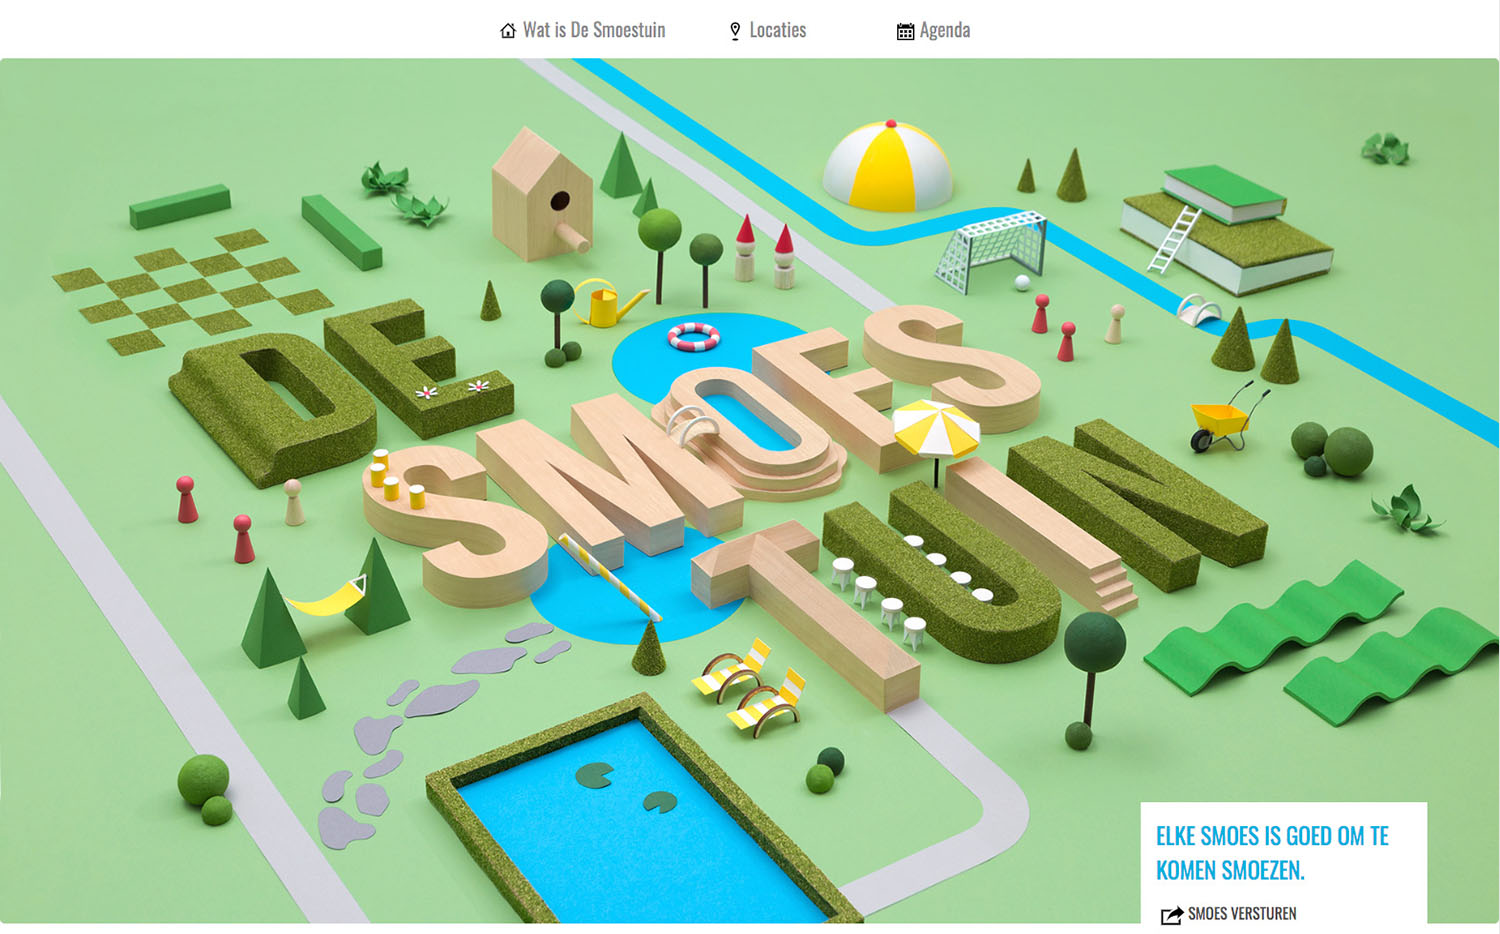 Wat is De Smoestuin
Locaties
Agenda
DE
SMOES
TUIN
ELKE SMOES IS GOED OM TE
KOMEN SMOEZEN.
SMOES VERSTUREN